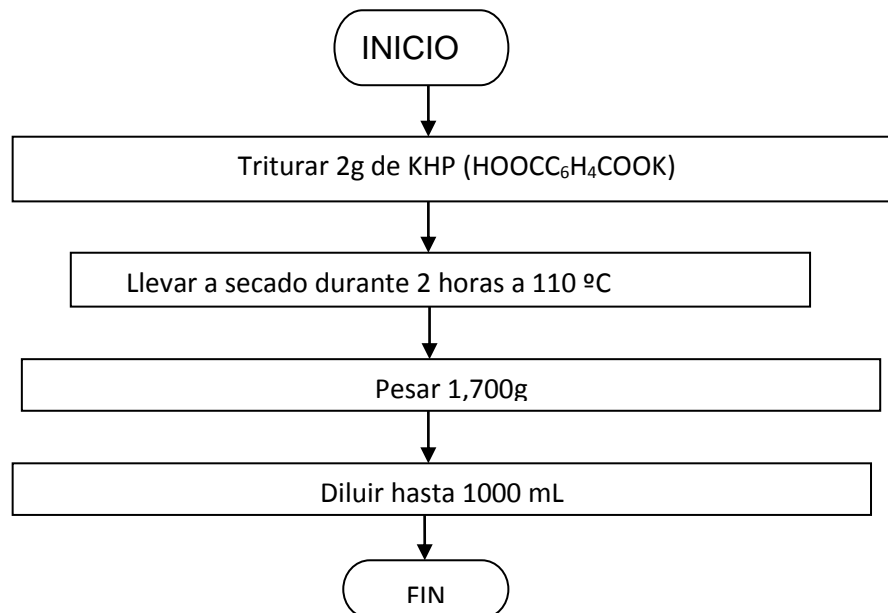 INICIO
Triturar 2g de KHP (HOOCC₆H₄COOK)
Llevar a secado durante 2 horas a 110 ºC
Pesar 1,700g
Diluir hasta 1000 mL
FIN